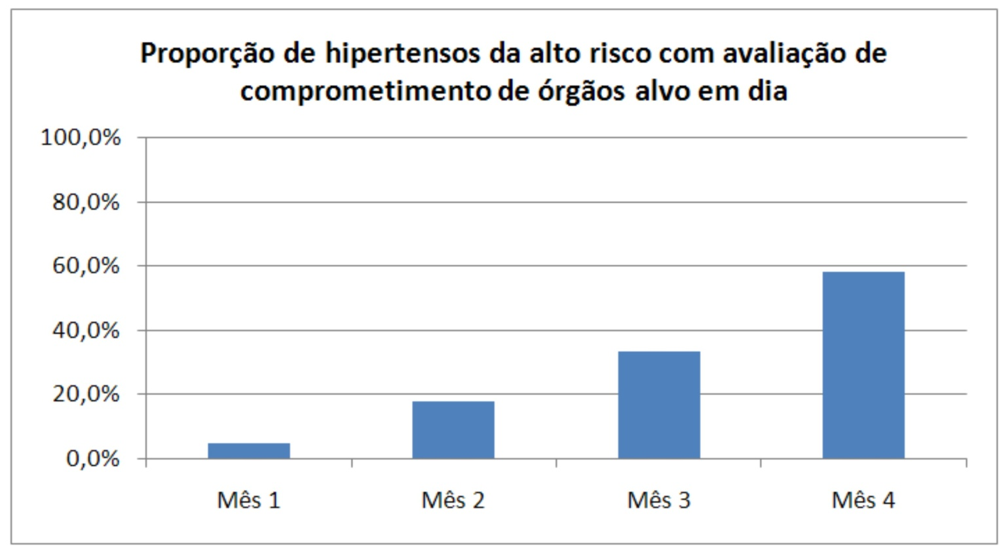 Proporção de hipertensos da alto risco com avaliação de
comprometimento de órgãos alvo em dia
100,0%
80,0%
60,0%
40,0%
20,0%
0,0%
Mês 1
Mês 2
Mês 3
Mês 4